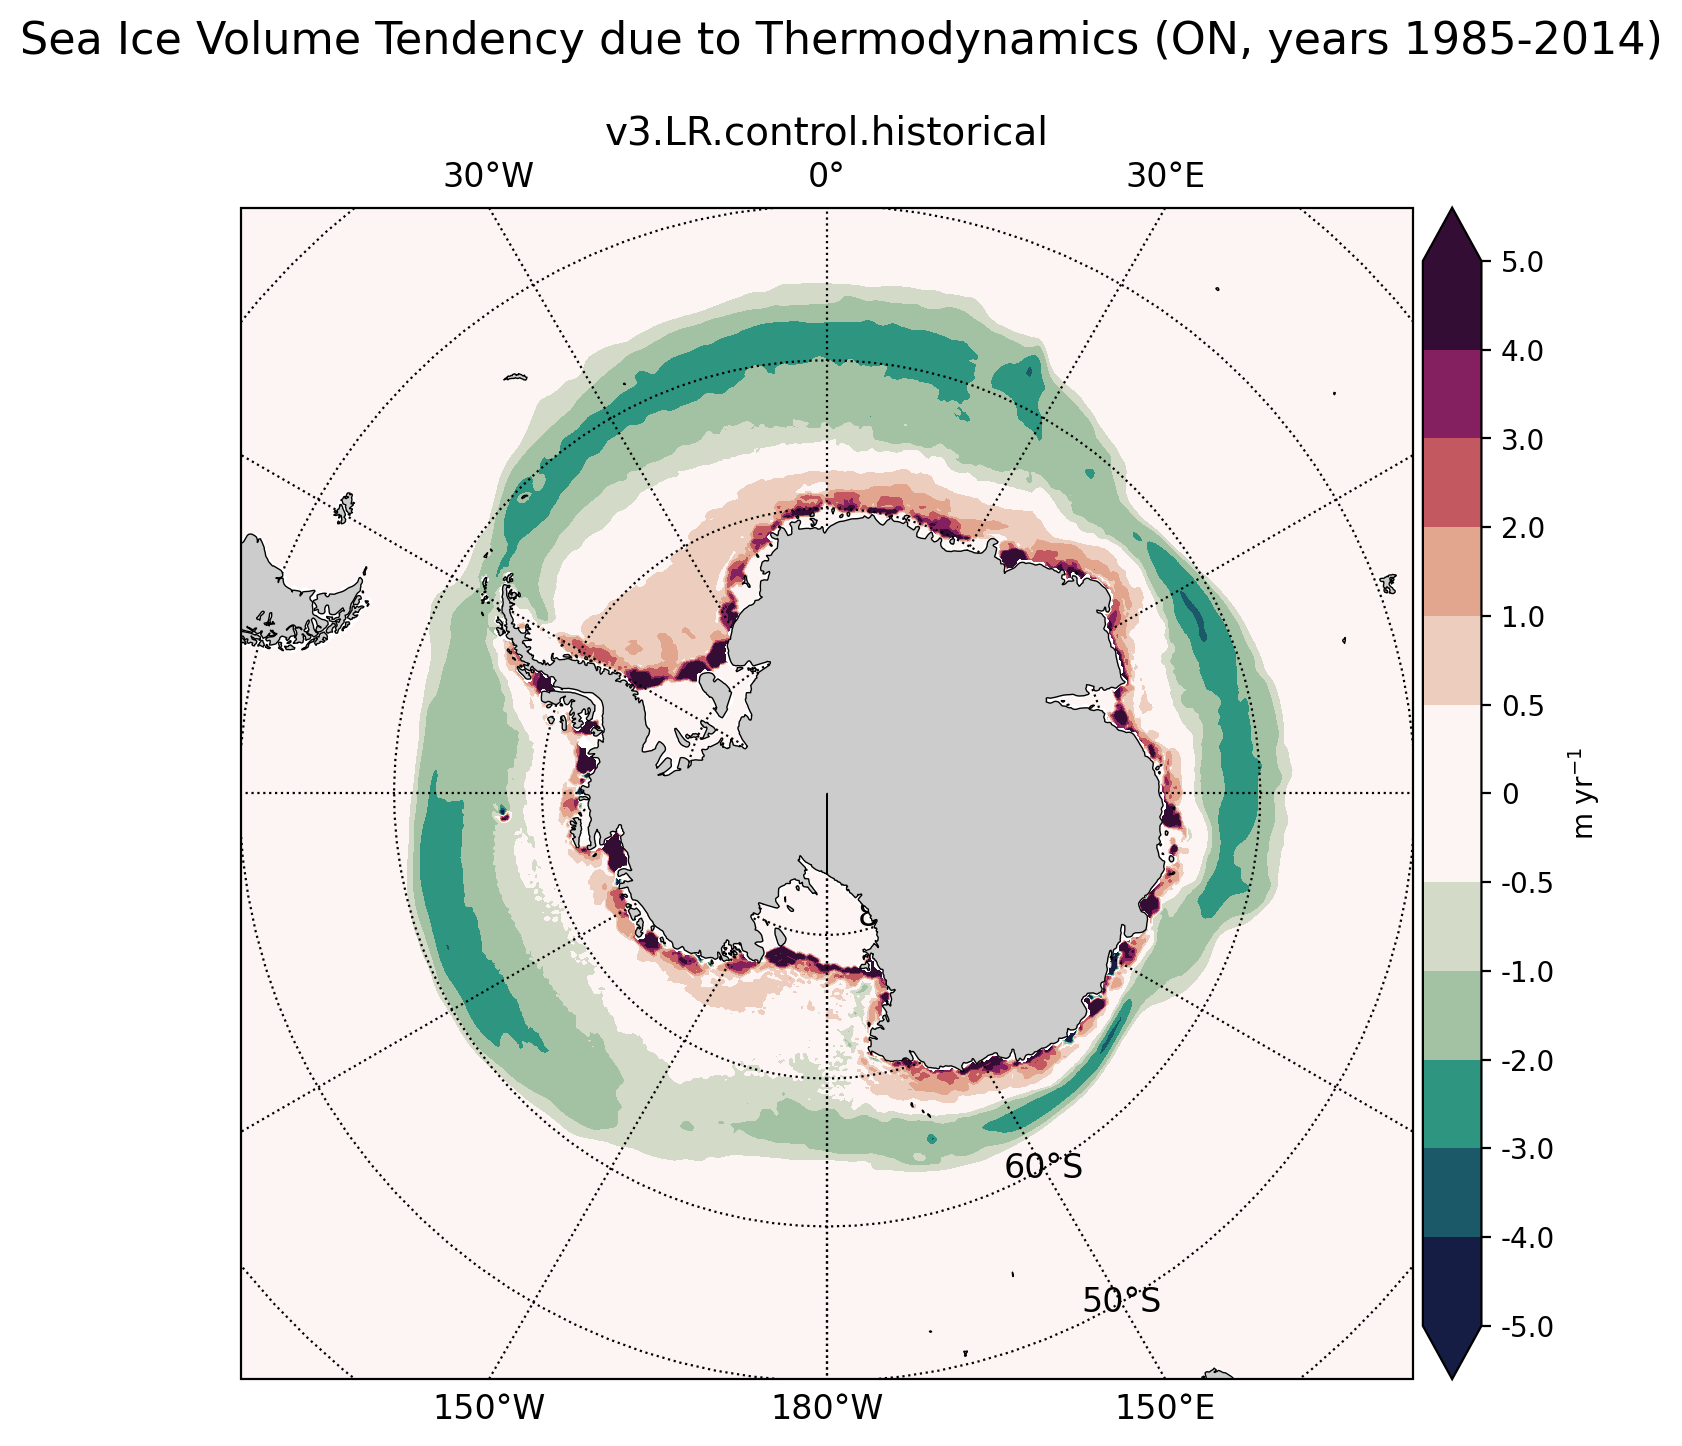 Sea Ice Volume Tendency due to Thermodynamics (ON, years 1985-2014)
v3.LR.control.historical
30°W 0° 30°E
5.0
4.0
3.0
2.0
1.0
0.5
0
-0.5
-1.0
-2.0
-3.0
-4.0
-5.0
m yr⁻¹
60°S
50°S
150°W 180°W 150°E